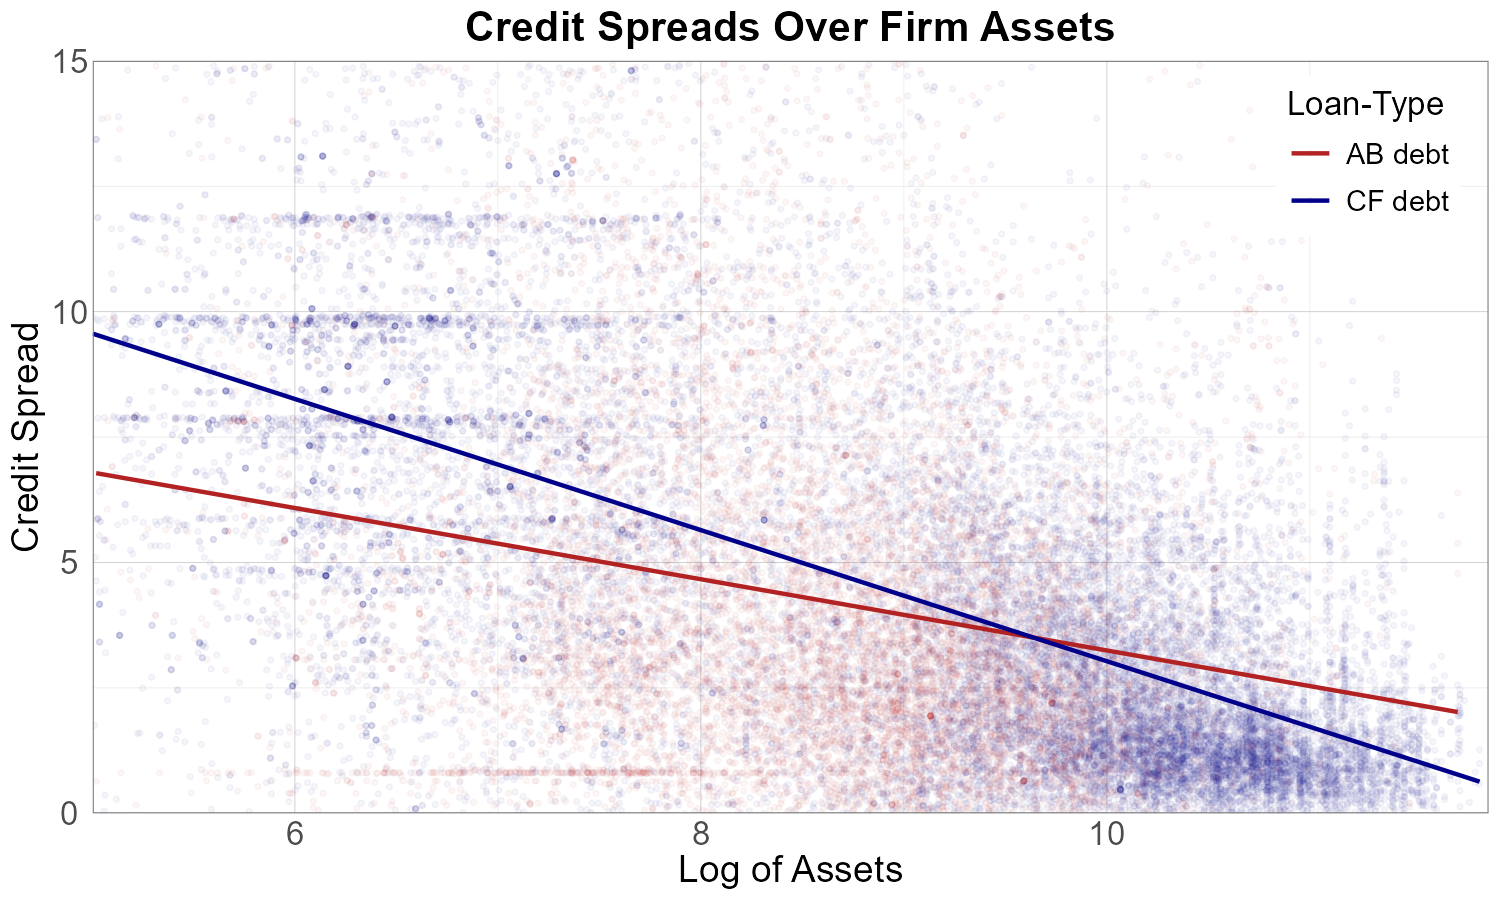 Credit Spreads Over Firm Assets
15
10
5
0
Credit Spread
Loan-Type
AB debt
CF debt
6 8 10
Log of Assets